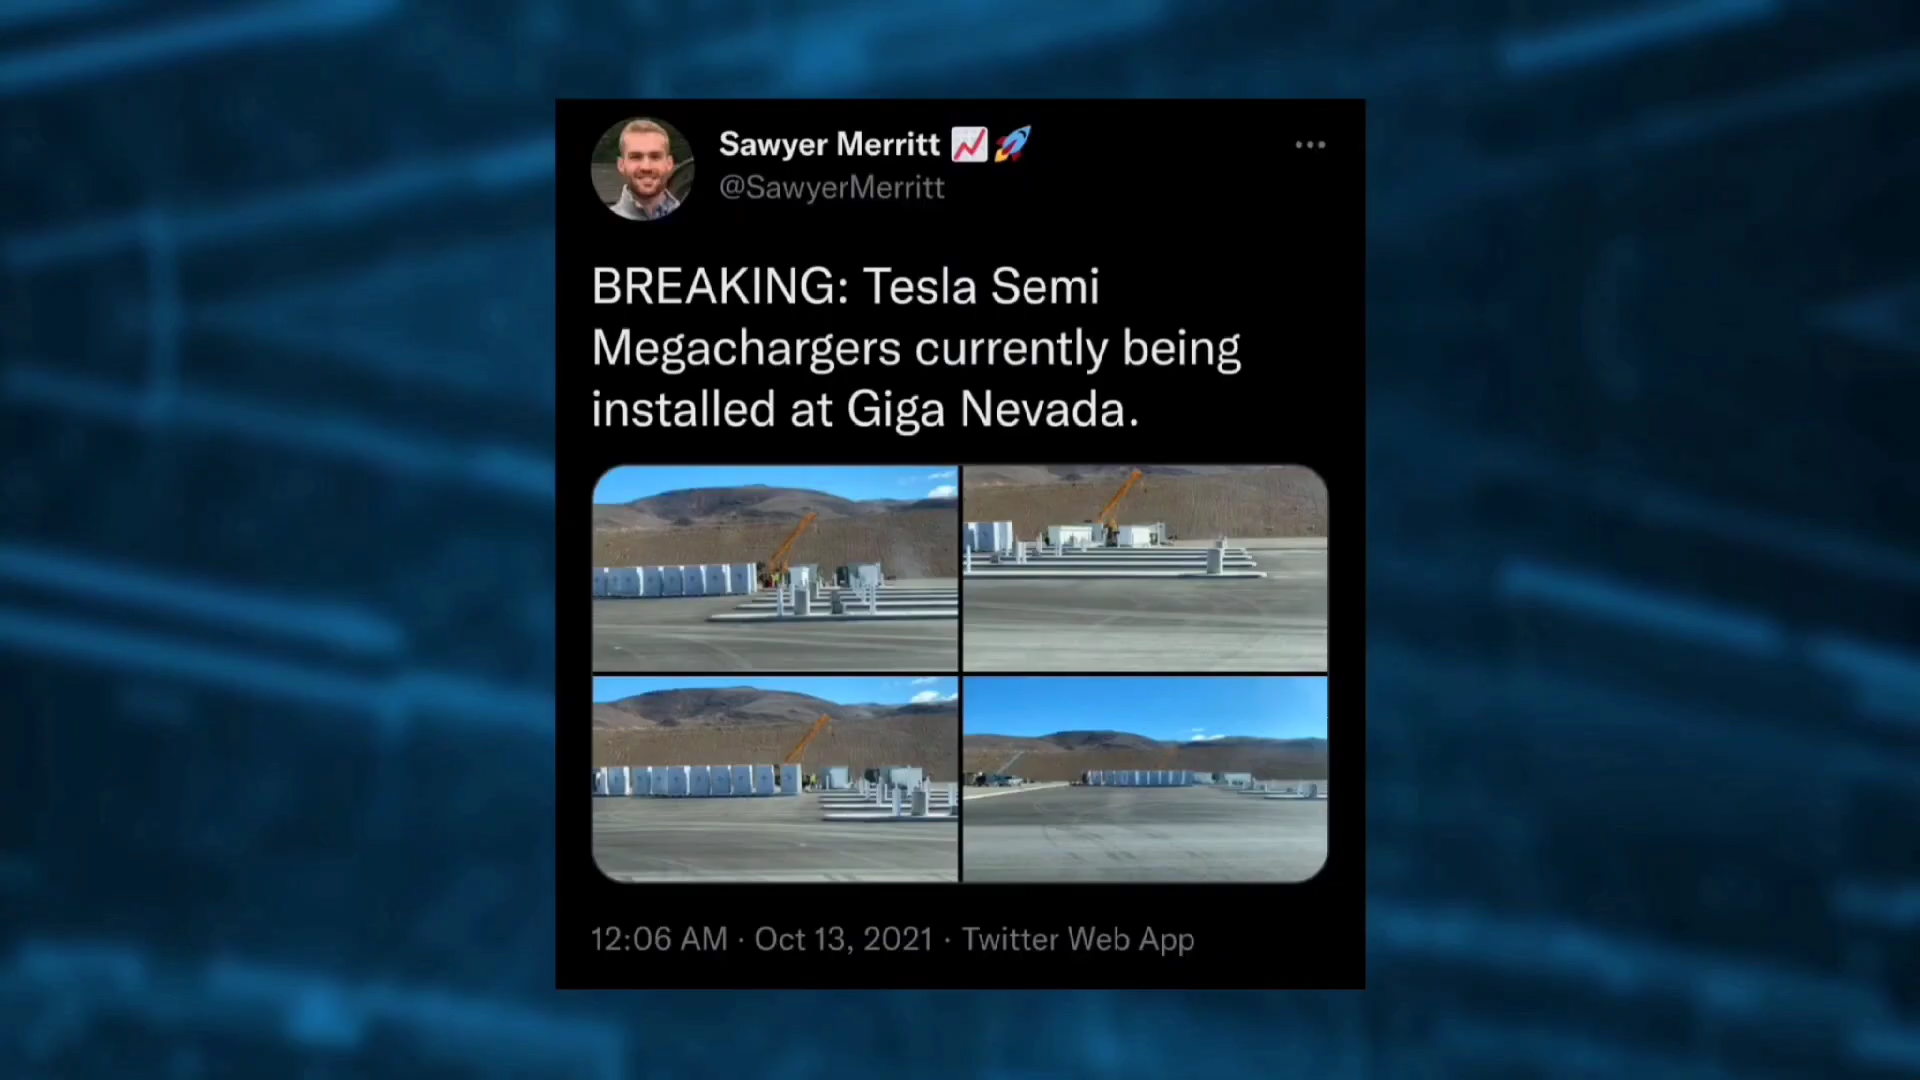 Sawyer Merritt 📈🚀
@SawyerMerritt
BREAKING: Tesla Semi
Megachargers currently being
installed at Giga Nevada.
12:06 AM · Oct 13, 2021 · Twitter Web App